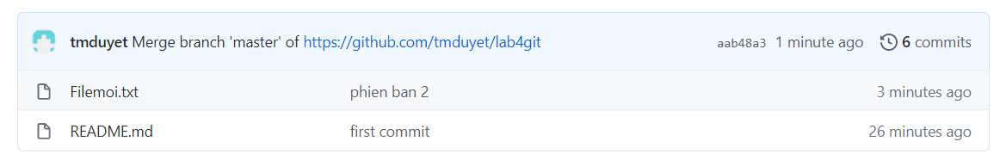 tmduyet Merge branch 'master' of https://github.com/tmduyet/lab4git aab48a3 1 minute ago 6 commits
Filemoi.txt phien ban 2 3 minutes ago
README.md first commit 26 minutes ago